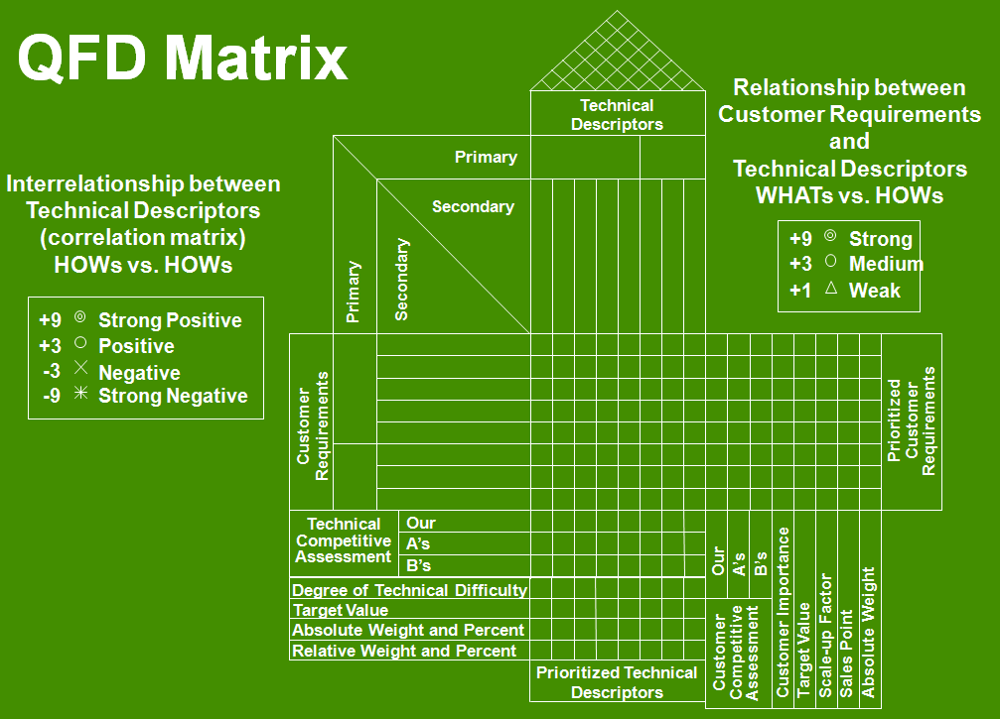 QFD Matrix
Technical
Descriptors
Primary
Secondary
Primary
Secondary
Interrelationship between
Technical Descriptors
(correlation matrix)
HOWs vs. HOWs
+9 Strong Positive
+3 Positive
-3 Negative
-9 Strong Negative
Relationship between
Customer Requirements
and
Technical Descriptors
WHATs vs. HOWs
+9 Strong
+3 Medium
+1 Weak
Customer
Requirements
Prioritized
Customer
Requirements
Technical
Competitive
Assessment
Our
A's
B's
Degree of Technical Difficulty
Target Value
Absolute Weight and Percent
Relative Weight and Percent
Prioritized Technical
Descriptors
Our
A's
B's
Customer
Competitive
Assessment
Customer Importance
Target Value
Scale-up Factor
Sales Point
Absolute Weight